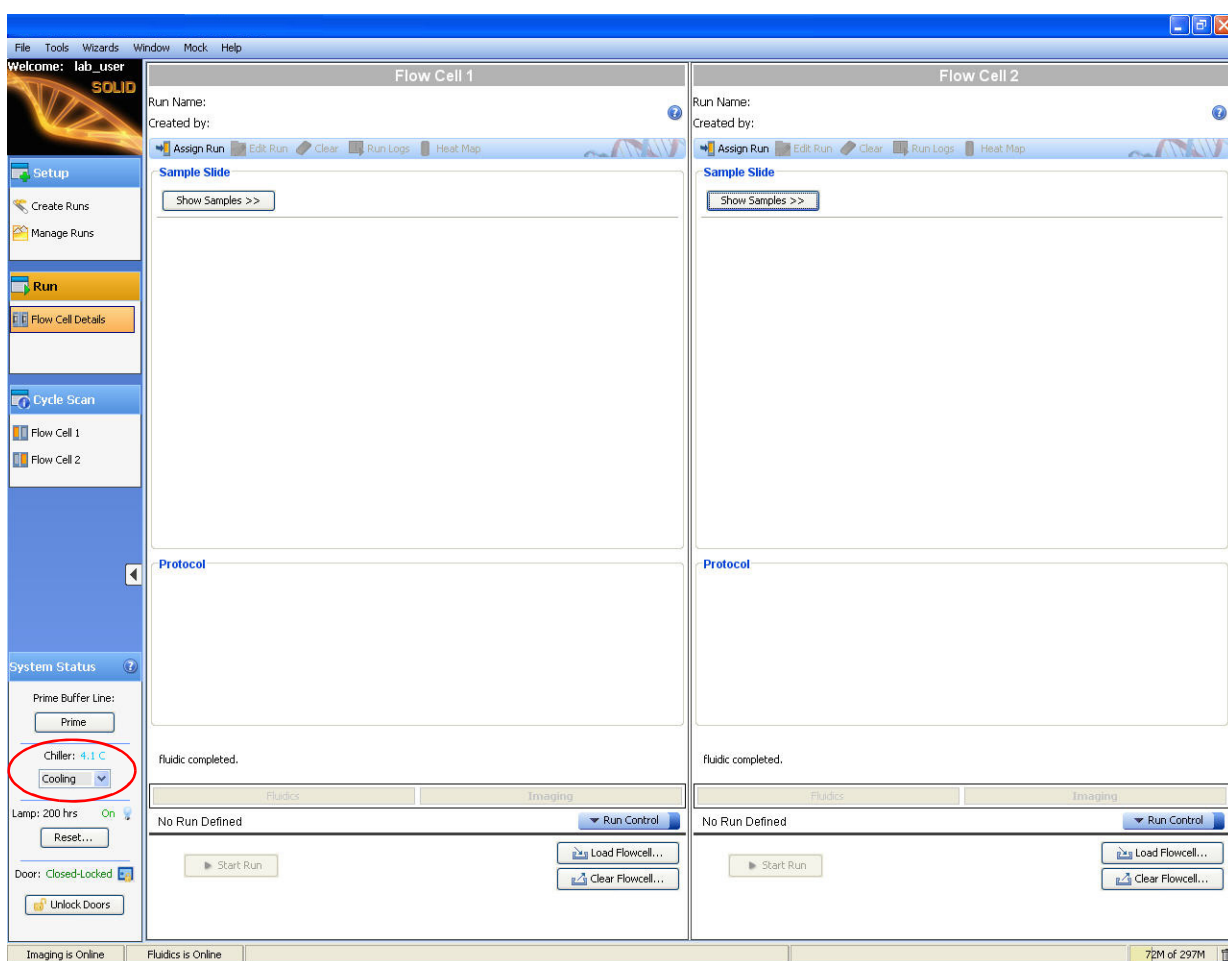 File Tools Wizards Window Mock Help
Welcome: lab_user
SOLiD
Setup
Create Runs
Manage Runs
Run
Flow Cell Details
Cycle Scan
Flow Cell 1
Flow Cell 2
System Status
Prime Buffer Line:
Prime
Chiller: 4.1 C
Cooling
Lamp: 200 hrs On
Reset...
Door: Closed-Locked
Unlock Doors
Flow Cell 1
Run Name:
Created by:
Assign Run Edit Run Clear Run Logs Heat Map
Sample Slide
Show Samples >>
Protocol
fluidic completed.
Fluidics Imaging
No Run Defined Run Control
Start Run
Load Flowcell...
Clear Flowcell...
Flow Cell 2
Run Name:
Created by:
Assign Run Edit Run Clear Run Logs Heat Map
Sample Slide
Show Samples >>
Protocol
fluidic completed.
Fluidics Imaging
No Run Defined Run Control
Start Run
Load Flowcell...
Clear Flowcell...
Imaging is Online Fluidics is Online 72M of 297M